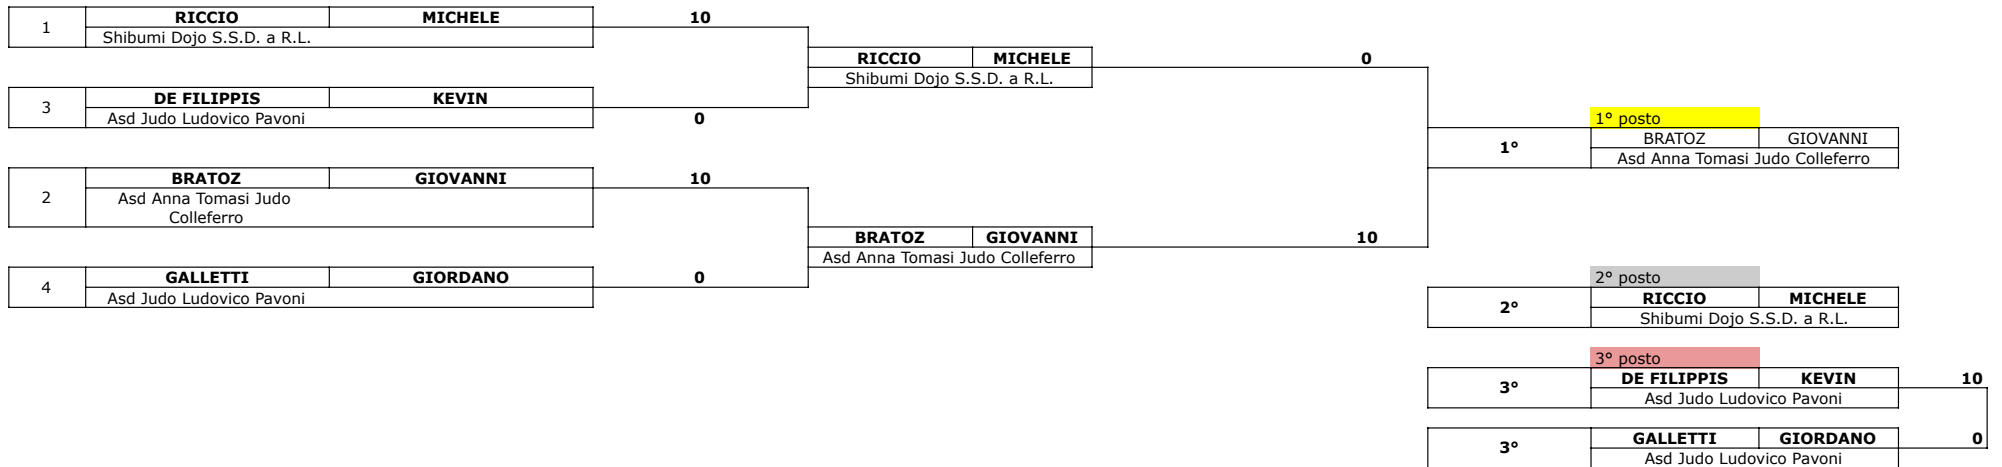 1 RICCIO MICHELE 10
Shibumi Dojo S.S.D. a R.L.
RICCIO MICHELE 0
Shibumi Dojo S.S.D. a R.L.
3 DE FILIPPIS KEVIN
Asd Judo Ludovico Pavoni 0
1° posto
1° BRATOZ GIOVANNI
Asd Anna Tomasi Judo Colleferro
2 BRATOZ GIOVANNI 10
Asd Anna Tomasi Judo
Colleferro
BRATOZ GIOVANNI 10
Asd Anna Tomasi Judo Colleferro
4 GALLETTI GIORDANO 0
Asd Judo Ludovico Pavoni
2° posto
2° RICCIO MICHELE
Shibumi Dojo S.S.D. a R.L.
3° posto
3° DE FILIPPIS KEVIN 10
Asd Judo Ludovico Pavoni
3° GALLETTI GIORDANO 0
Asd Judo Ludovico Pavoni